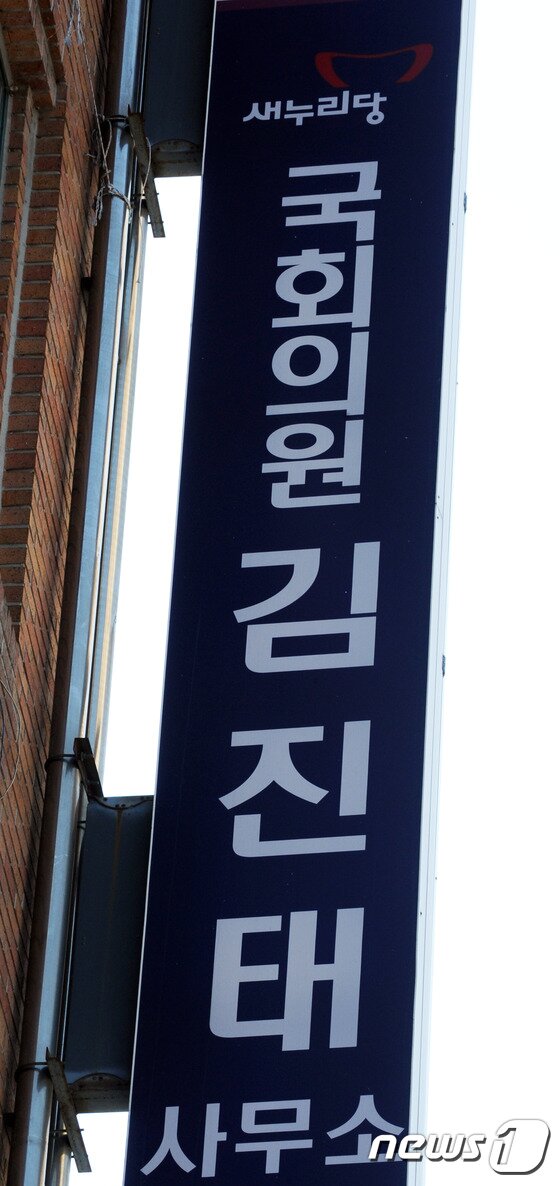 새누리당
국회의원
김진태
사무소
news1